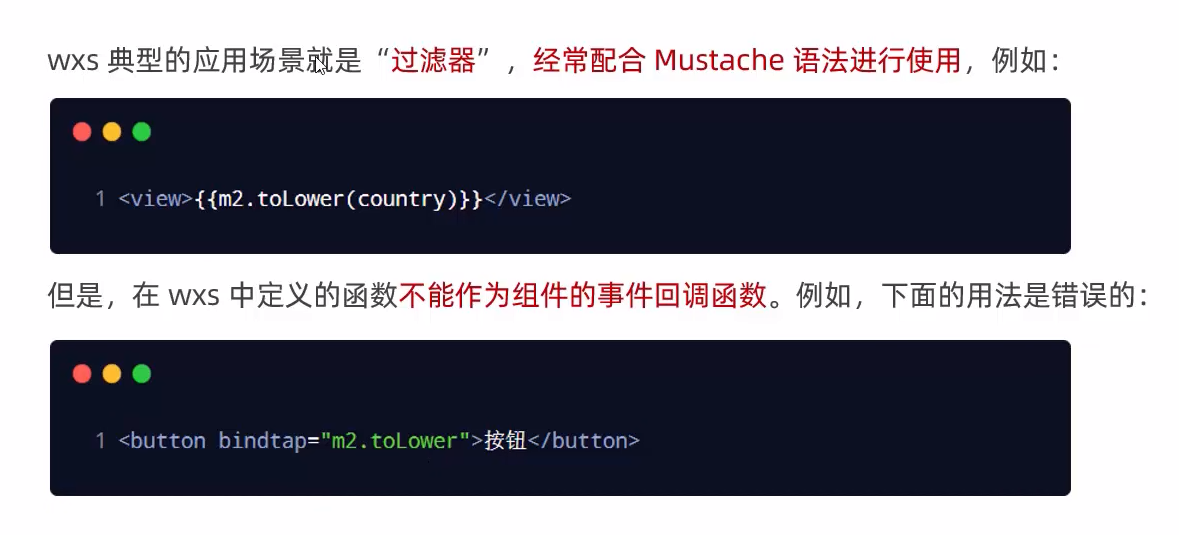 wxs 典型的应用场景就是“过滤器”，经常配合 Mustache 语法进行使用，例如：
1 <view>{{m2.toLower(country)}}</view>
但是，在 wxs 中定义的函数不能作为组件的事件回调函数。例如，下面的用法是错误的：
1 <button bindtap="m2.toLower">按钮</button>